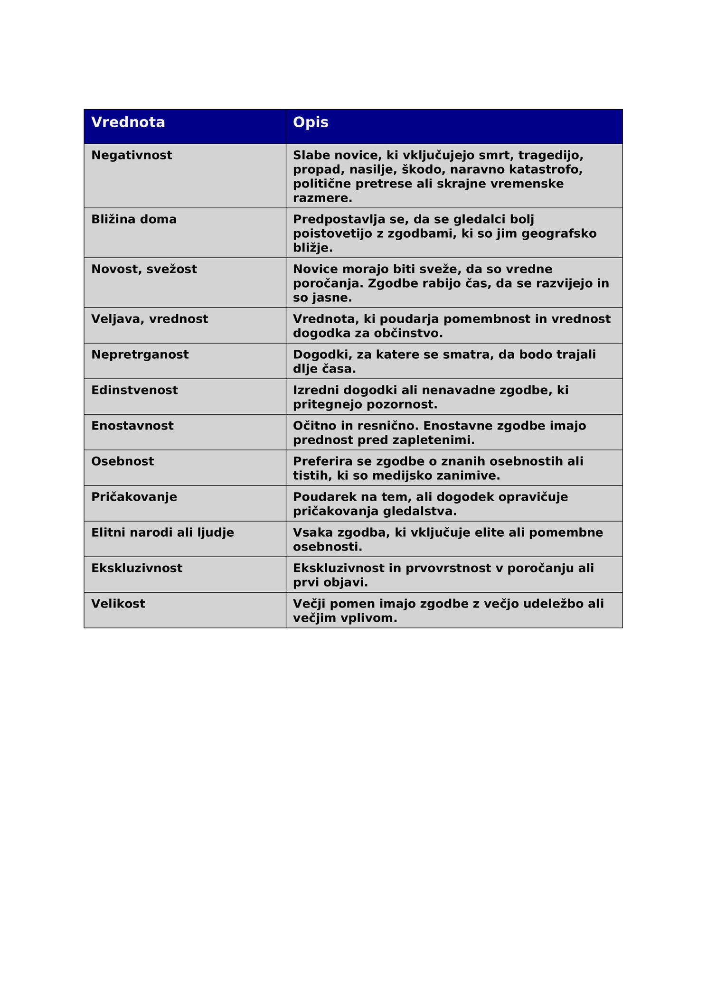 Vrednota
Opis
Negativnost
Slabe novice, ki vključujejo smrt, tragedijo,
propad, nasilje, škodo, naravno katastrofo,
politične pretrese ali skrajne vremenske
razmere.
Bližina doma
Predpostavlja se, da se gledalci bolj
poistovetijo z zgodbami, ki so jim geografsko
bližje.
Novost, svežost
Novice morajo biti sveže, da so vredne
poročanja. Zgodbe rabijo čas, da se razvijejo in
so jasne.
Veljava, vrednost
Vrednota, ki poudarja pomembnost in vrednost
dogodka za občinstvo.
Nepretrganost
Dogodki, za katere se smatra, da bodo trajali
dlje časa.
Edinstvenost
Izredni dogodki ali nenavadne zgodbe, ki
pritegnejo pozornost.
Enostavnost
Očitno in resnično. Enostavne zgodbe imajo
prednost pred zapletenimi.
Osebnost
Preferira se zgodbe o znanih osebnostih ali
tistih, ki so medijsko zanimive.
Pričakovanje
Poudarek na tem, ali dogodek opravičuje
pričakovanja gledalstva.
Elitni narodi ali ljudje
Vsaka zgodba, ki vključuje elite ali pomembne
osebnosti.
Ekskluzivnost
Ekskluzivnost in prvovrstnost v poročanju ali
prvi objavi.
Velikost
Večji pomen imajo zgodbe z večjo udeležbo ali
večjim vplivom.